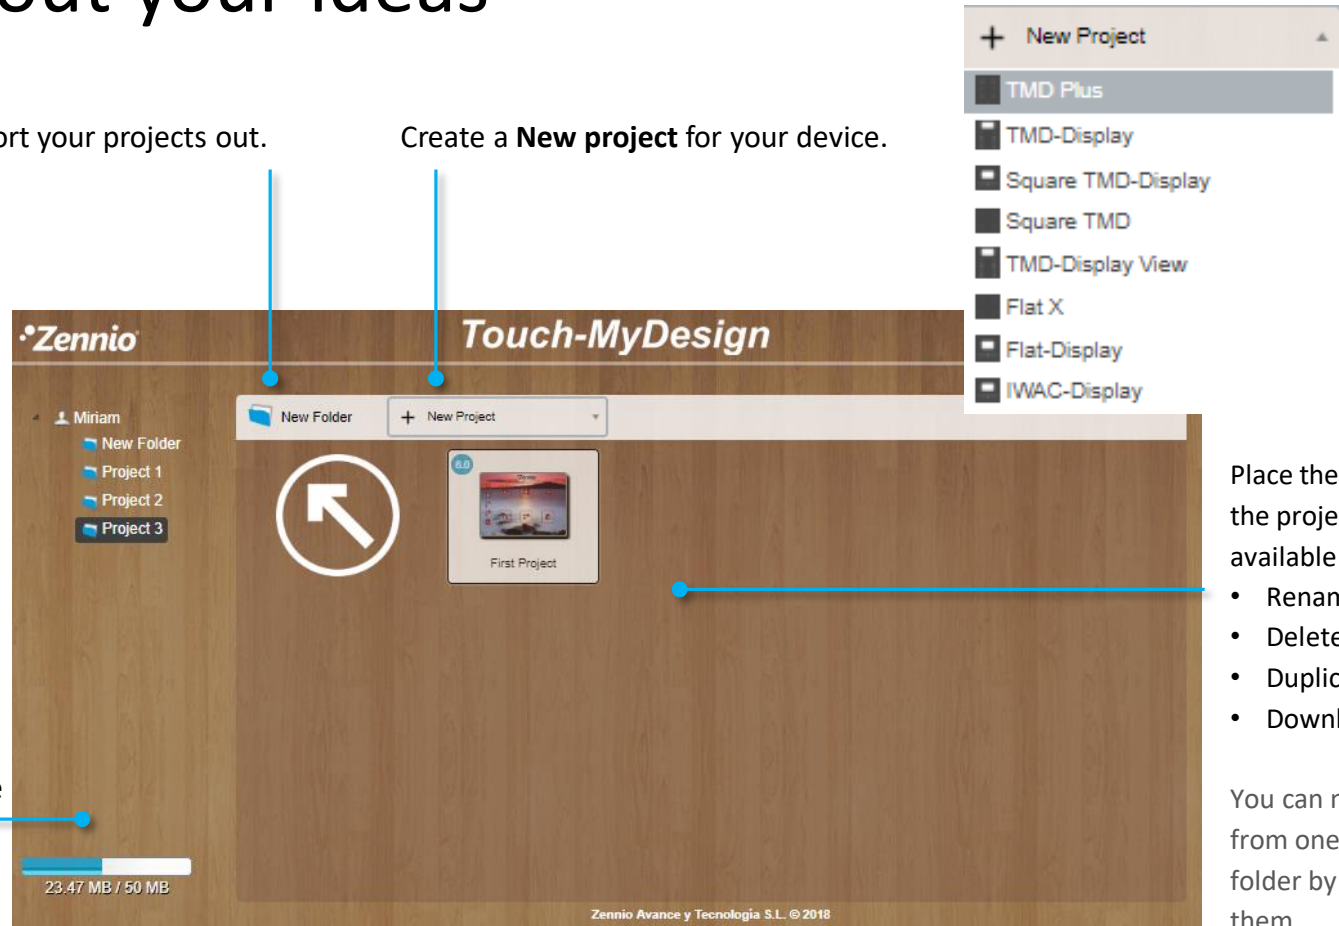 out your ideas
ort your projects out.
Create a New project for your device.
+ New Project
TMD Plus
TMD-Display
Square TMD-Display
Square TMD
TMD-Display View
Flat X
Flat-Display
IWAC-Display
Zennio
Touch-MyDesign
Miriam
New Folder
Project 1
Project 2
Project 3
New Folder
+ New Project
6.0
First Project
23.47 MB / 50 MB
Zennio Avance y Tecnología S.L. © 2018
Place the
the proje
available
• Renam
• Delete
• Duplic
• Downl
You can
from one
folder by
them